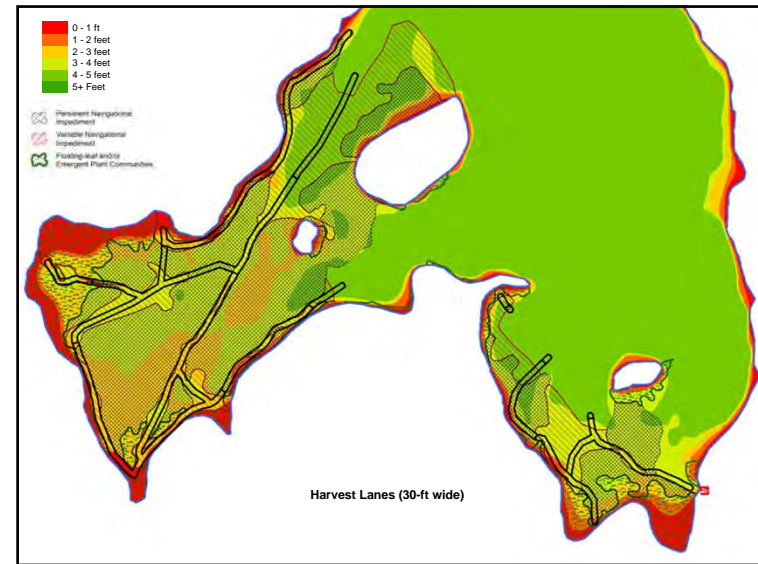 0 - 1 ft
1 - 2 feet
2 - 3 feet
3 - 4 feet
4 - 5 feet
5+ Feet
Persistent Navigational
Impediment
Variable Navigational
Impediment
Floating-leaf and/or
Emergent Plant Communities
Harvest Lanes (30-ft wide)